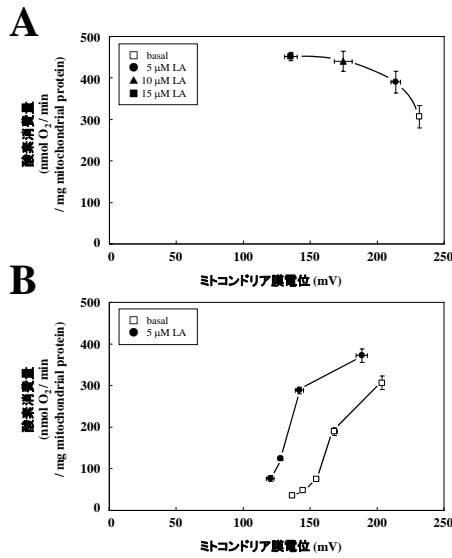 A
500
400
300
200
100
0
basal
5 μM LA
10 μM LA
15 μM LA
酸素消費量
(nmol O2/ min
/ mg mitochondrial protein)
0 50 100 150 200 250
ミトコンドリア膜電位 (mV)
B
500
400
300
200
100
0
basal
5 μM LA
酸素消費量
(nmol O2/ min
/ mg mitochondrial protein)
0 50 100 150 200 250
ミトコンドリア膜電位 (mV)